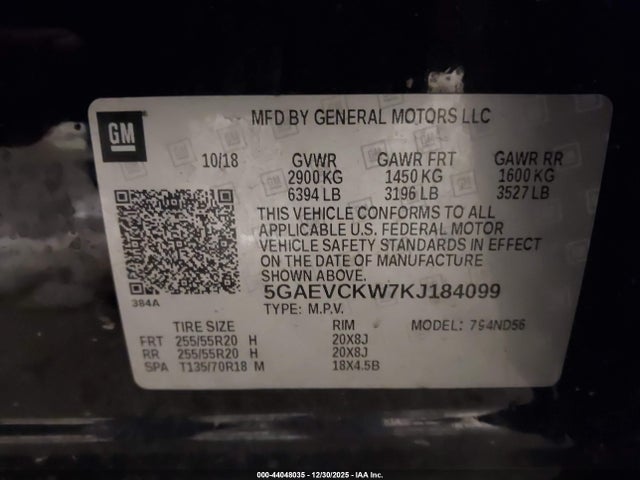 GM
MFD BY GENERAL MOTORS LLC
10/18 GVWR GAWR FRT GAWR RR
2900 KG 1450 KG 1600 KG
6394 LB 3196 LB 3527 LB
THIS VEHICLE CONFORMS TO ALL
APPLICABLE U.S. FEDERAL MOTOR
VEHICLE SAFETY STANDARDS IN EFFECT
ON THE DATE OF MANUFACTURE
SHOWN ABOVE.
384A
5GAEVCKW7KJ184099
TYPE: M.P.V.
TIRE SIZE RIM MODEL: 794ND56
FRT 255/55R20 H 20X8J
RR 255/55R20 H 20X8J
SPA T135/70R18 M 18X4.5B
000-44048035 - 12/30/2025 - IAA Inc.